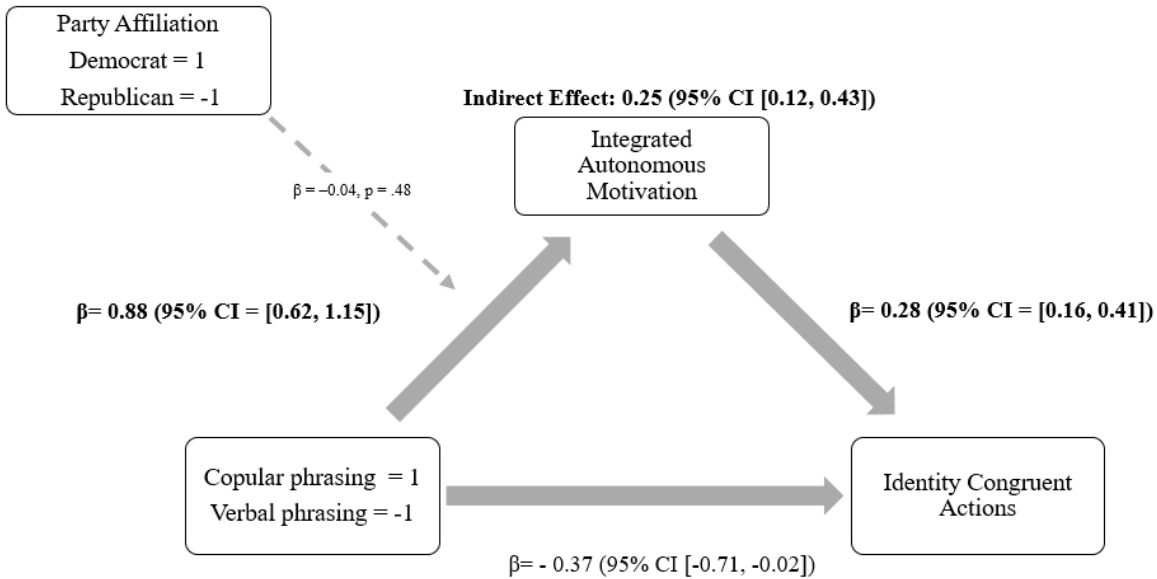 Party Affiliation
Democrat = 1
Republican = -1
Indirect Effect: 0.25 (95% CI [0.12, 0.43])
Integrated
Autonomous
Motivation
β = –0.04, p = .48
β= 0.88 (95% CI = [0.62, 1.15])
β= 0.28 (95% CI = [0.16, 0.41])
Copular phrasing = 1
Verbal phrasing = -1
Identity Congruent
Actions
β= - 0.37 (95% CI [-0.71, -0.02])